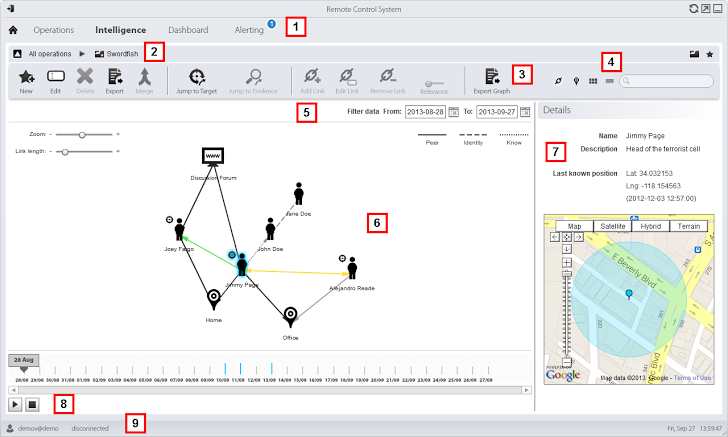 Remote Control System
Operations Intelligence Dashboard Alerting 1 1
All operations Swordfish 2
4
New Edit Delete Export Merge Jump to Target Jump to Evidence Add Link Edit Link Remove Link Relevance Export Graph 3
5 Filter data From: 2013-08-28 To: 2013-09-27
Zoom: - +
Link length: - +
Peer Identity Know
www
Discussion Forum
Jane Doe
Joey Fargo
John Doe
6
Jimmy Page
Alejandro Reade
Home
Office
Details
Name Jimmy Page
7 Description Head of the terrorist cell
Last known position Lat: 34.032153
Lng: -118.154563
(2012-12-03 12:57:00)
Map Satellite Hybrid Terrain
E Beverly Blvd
E Beverly Blvd
POWERED BY
Google
Map data ©2013 Google - Terms of Use
28 Aug
28/08 29/08 30/08 31/08 01/09 02/09 03/09 04/09 05/09 06/09 07/09 08/09 09/09 10/09 11/09 12/09 13/09 14/09 15/09 16/09 17/09 18/09 19/09 20/09 21/09 22/09 23/09 24/09 25/09 26/09 27/09
8
demov@demo disconnected 9 Fri, Sep 27 13:59:47